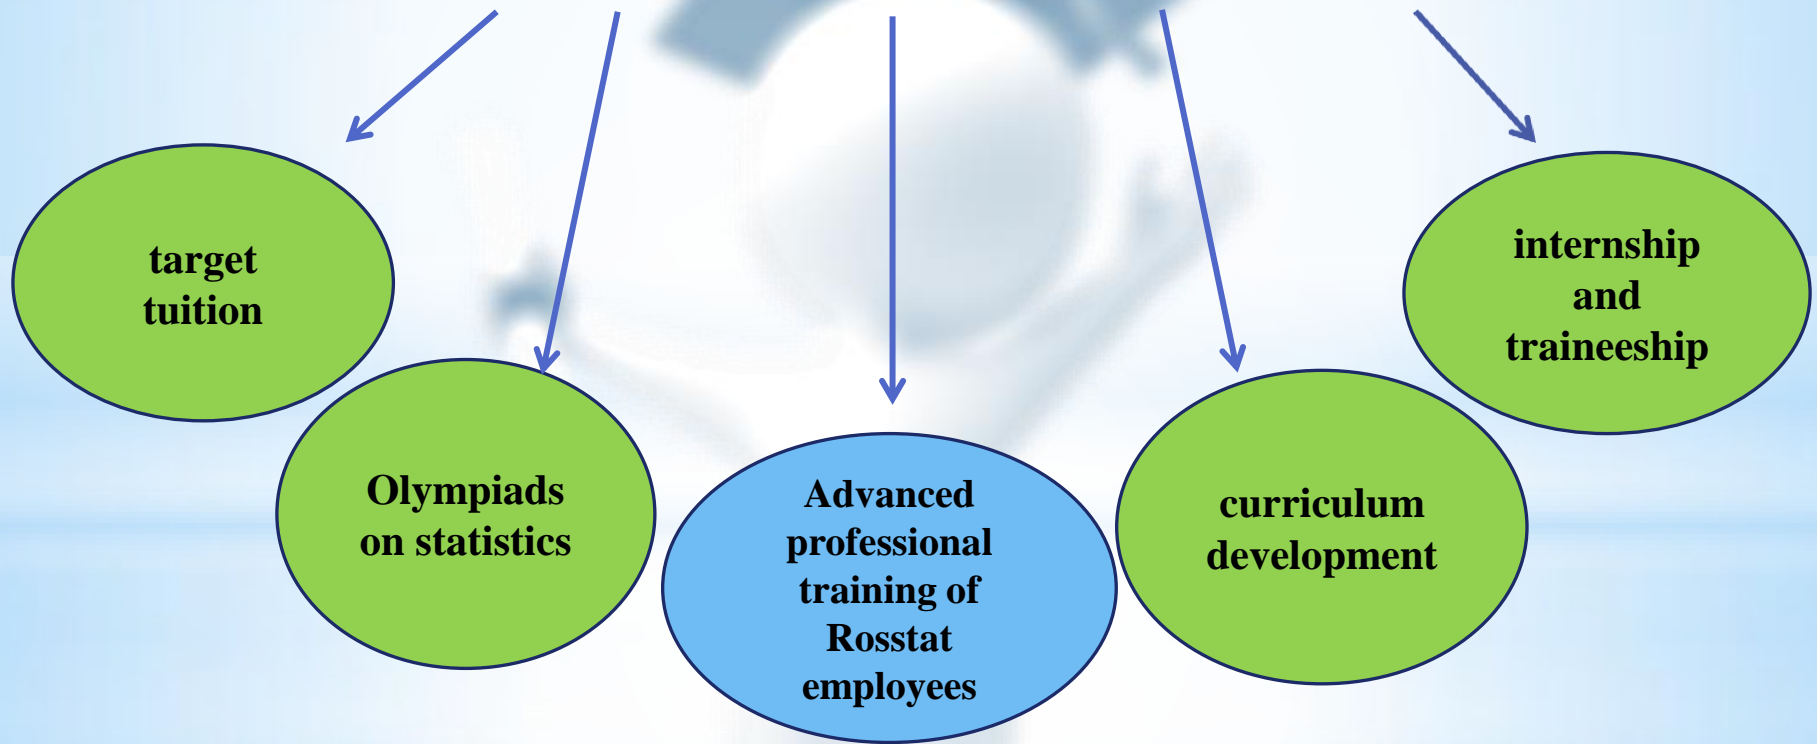 target
tuition
Olympiads
on statistics
Advanced
professional
training of
Rosstat
employees
curriculum
development
internship
and
traineeship